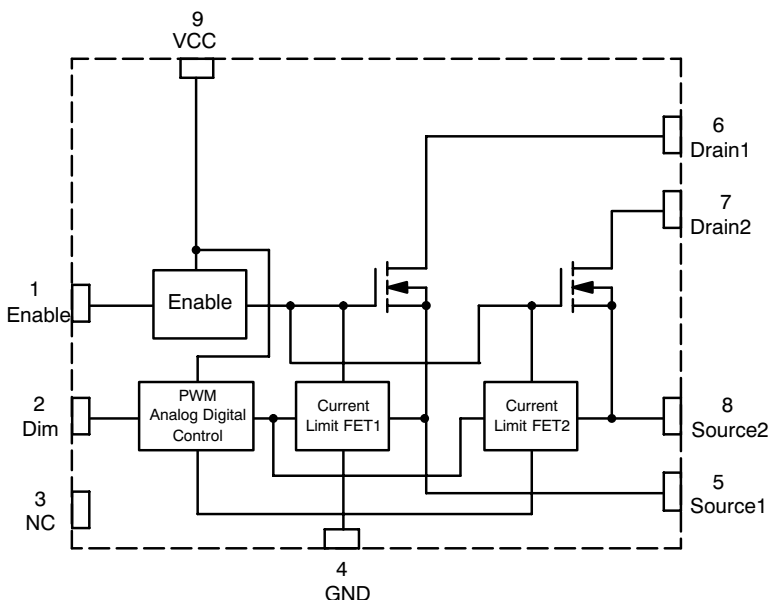 9
VCC
6
Drain1
7
Drain2
1
Enable
Enable
2
Dim
PWM
Analog Digital
Control
Current
Limit FET1
Current
Limit FET2
8
Source2
3
NC
5
Source1
4
GND